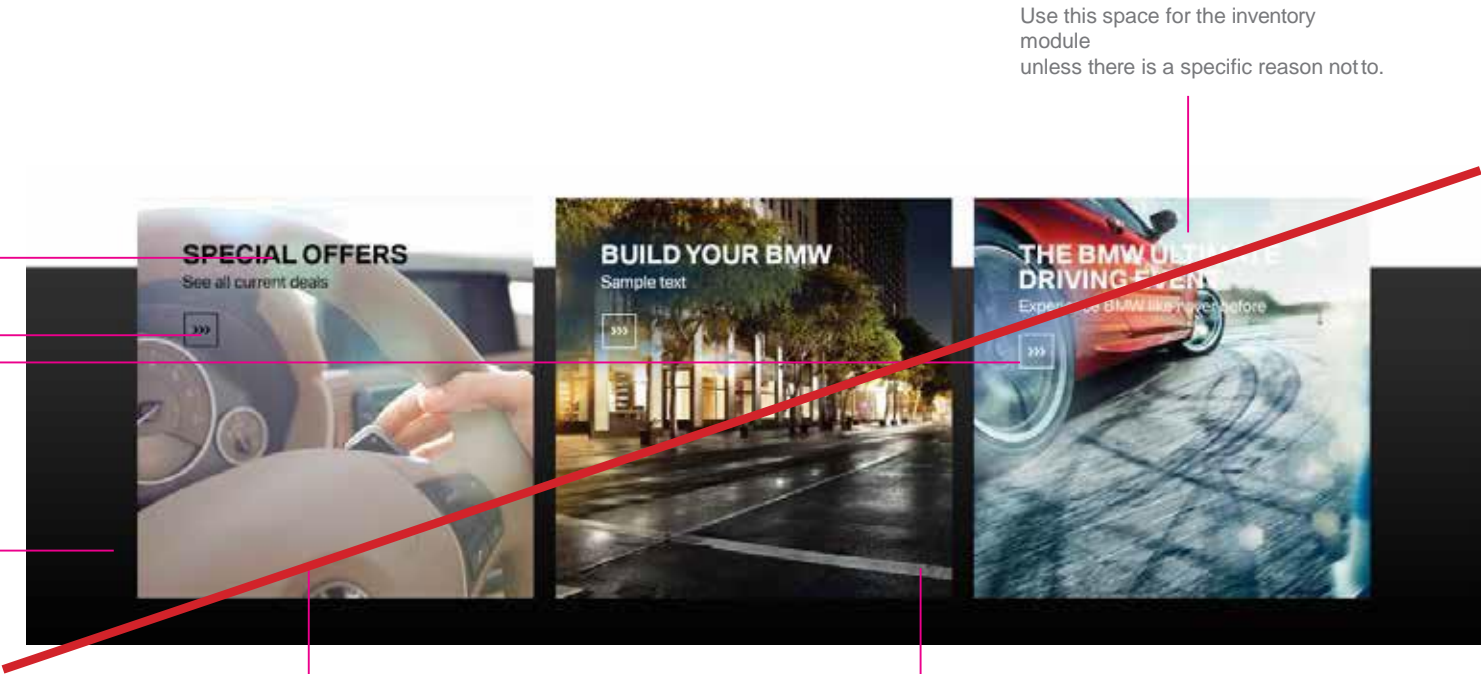 Use this space for the inventory
module
unless there is a specific reason not to.
SPECIAL OFFERS
See all current deals
BUILD YOUR BMW
Sample text
THE BMW ULTIMATE
DRIVING EVENT
Experience BMW like never before